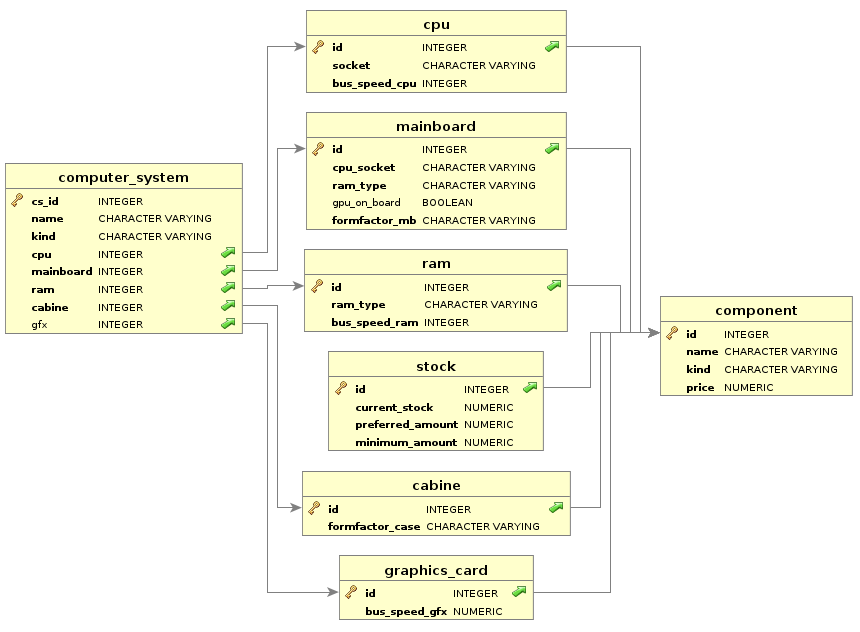 cpu
id INTEGER
socket CHARACTER VARYING
bus_speed_cpu INTEGER
mainboard
id INTEGER
cpu_socket CHARACTER VARYING
ram_type CHARACTER VARYING
gpu_on_board BOOLEAN
formfactor_mb CHARACTER VARYING
computer_system
cs_id INTEGER
name CHARACTER VARYING
kind CHARACTER VARYING
cpu INTEGER
mainboard INTEGER
ram INTEGER
cabine INTEGER
gfx INTEGER
ram
id INTEGER
ram_type CHARACTER VARYING
bus_speed_ram INTEGER
component
id INTEGER
name CHARACTER VARYING
kind CHARACTER VARYING
price NUMERIC
stock
id INTEGER
current_stock NUMERIC
preferred_amount NUMERIC
minimum_amount NUMERIC
cabine
id INTEGER
formfactor_case CHARACTER VARYING
graphics_card
id INTEGER
bus_speed_gfx NUMERIC